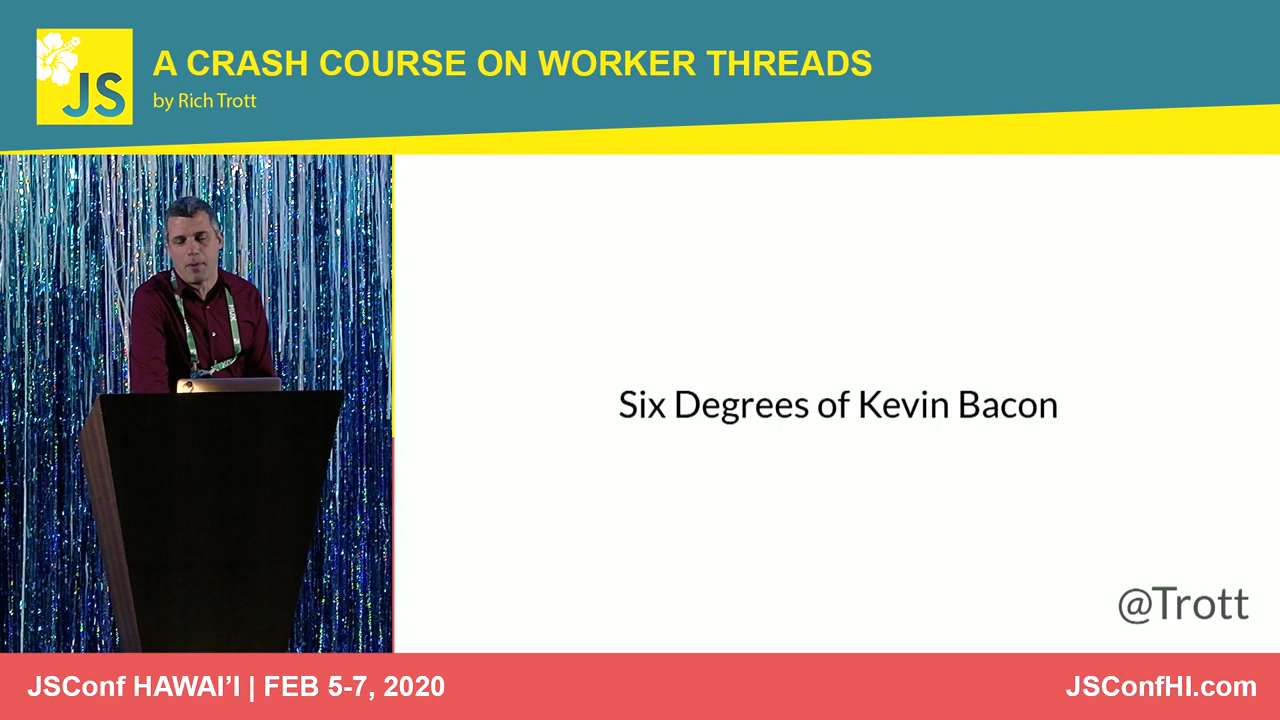 JS
A CRASH COURSE ON WORKER THREADS
by Rich Trott
Six Degrees of Kevin Bacon
@Trott
JSConf HAWAI’I | FEB 5-7, 2020
JSConfHI.com